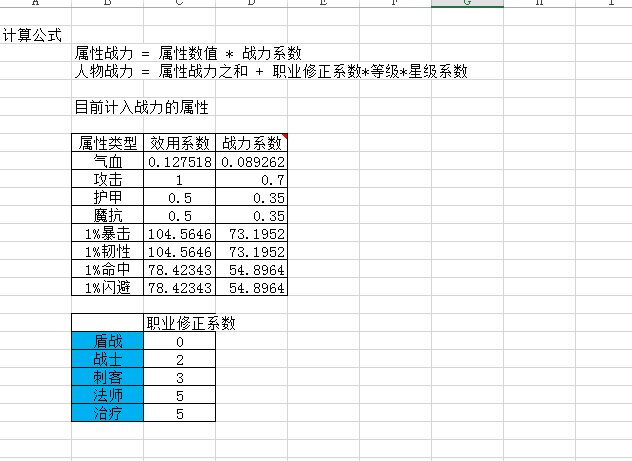 A B C D E F G H I
计算公式
属性战力 = 属性数值 * 战力系数
人物战力 = 属性战力之和 + 职业修正系数*等级*星级系数
目前计入战力的属性
属性类型 效用系数 战力系数
气血 0.127518 0.089262
攻击 1 0.7
护甲 0.5 0.35
魔抗 0.5 0.35
1%暴击 104.5646 73.1952
1%韧性 104.5646 73.1952
1%命中 78.42343 54.8964
1%闪避 78.42343 54.8964
职业修正系数
盾战 0
战士 2
刺客 3
法师 5
治疗 5